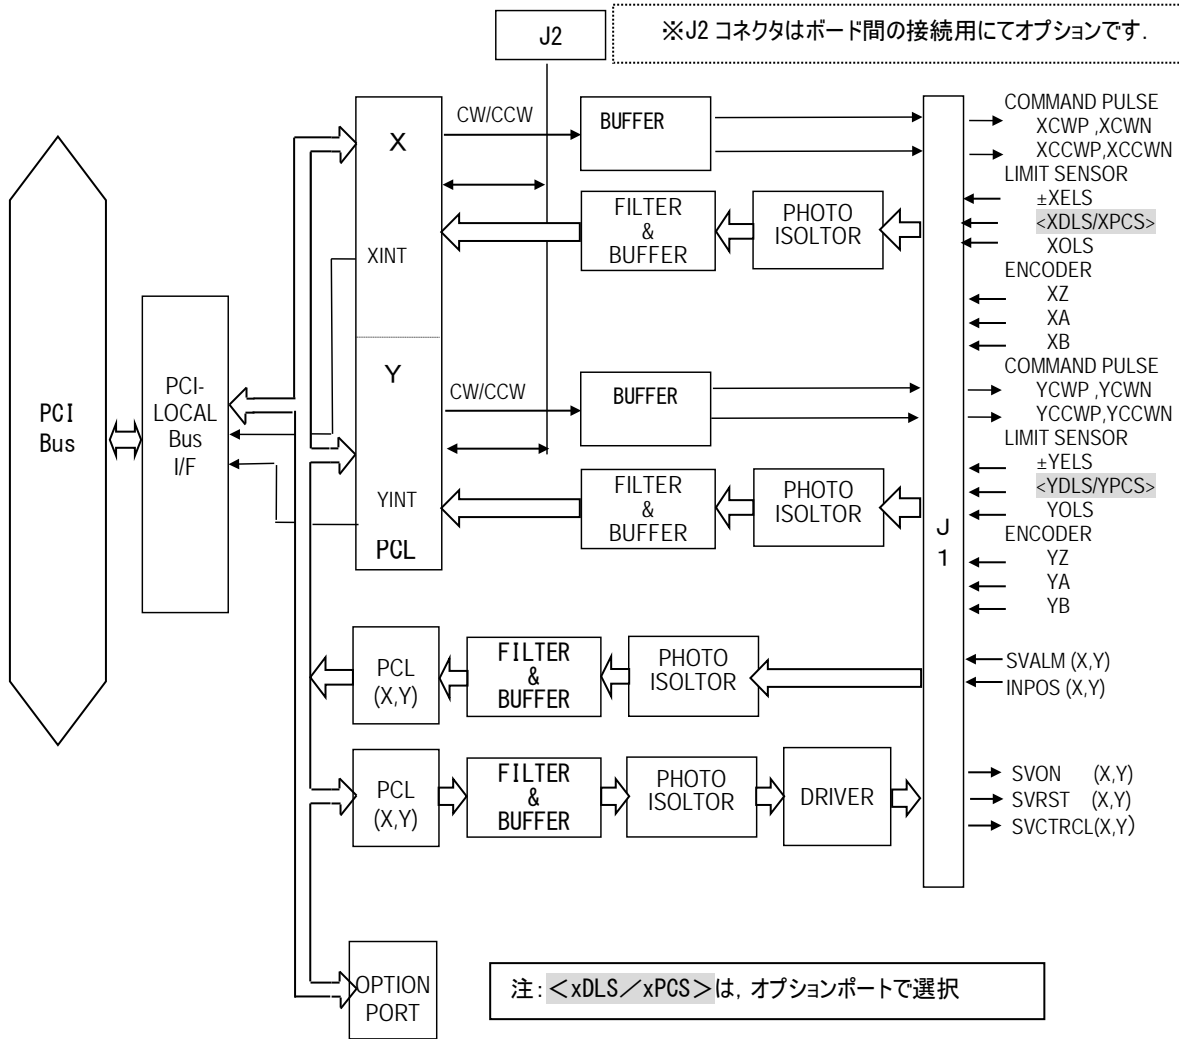 J2
※J2 コネクタはボード間の接続用にてオプションです.
PCI
Bus
PCI-
LOCAL
Bus
I/F
X
XINT
Y
YINT
PCL
CW/CCW
BUFFER
FILTER
&
BUFFER
PHOTO
ISOLTOR
CW/CCW
BUFFER
FILTER
&
BUFFER
PHOTO
ISOLTOR
J
1
COMMAND PULSE
XCWP ,XCWN
XCCWP,XCCWN
LIMIT SENSOR
±XELS
<XDLS/XPCS>
XOLS
ENCODER
XZ
XA
XB
COMMAND PULSE
YCWP ,YCWN
YCCWP,YCCWN
LIMIT SENSOR
±YELS
<YDLS/YPCS>
YOLS
ENCODER
YZ
YA
YB
PCL
(X,Y)
FILTER
&
BUFFER
PHOTO
ISOLTOR
SVALM (X,Y)
INPOS (X,Y)
PCL
(X,Y)
FILTER
&
BUFFER
PHOTO
ISOLTOR
DRIVER
SVON (X,Y)
SVRST (X,Y)
SVCTRCL(X,Y)
OPTION
PORT
注: <xDLS/xPCS>は, オプションポートで選択